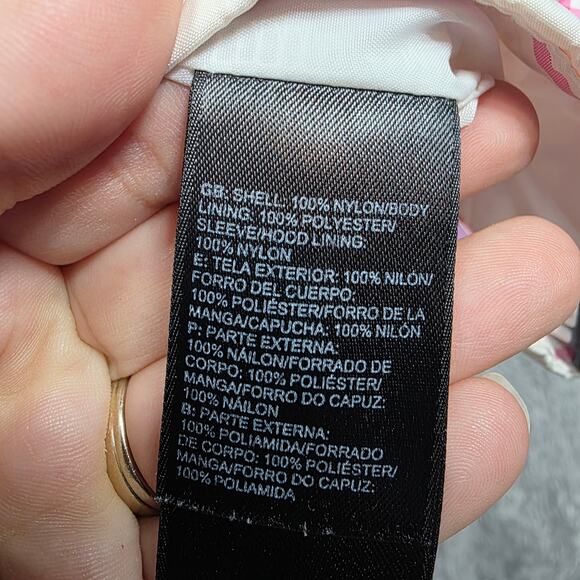 GB: SHELL: 100% NYLON/BODY
LINING: 100% POLYESTER/
SLEEVE/HOOD LINING:
100% NYLON
E: TELA EXTERIOR: 100% NILÓN/
FORRO DEL CUERPO:
100% POLIÉSTER/FORRO DE LA
MANGA/CAPUCHA: 100% NILÓN
P: PARTE EXTERNA:
100% NÁILON/FORRADO DE
CORPO: 100% POLIÉSTER/
MANGA/FORRO DO CAPUZ:
100% NÁILON
B: PARTE EXTERNA:
100% POLIAMIDA/FORRADO
DE CORPO: 100% POLIÉSTER/
MANGA/FORRO DO CAPUZ:
100% POLIAMIDA